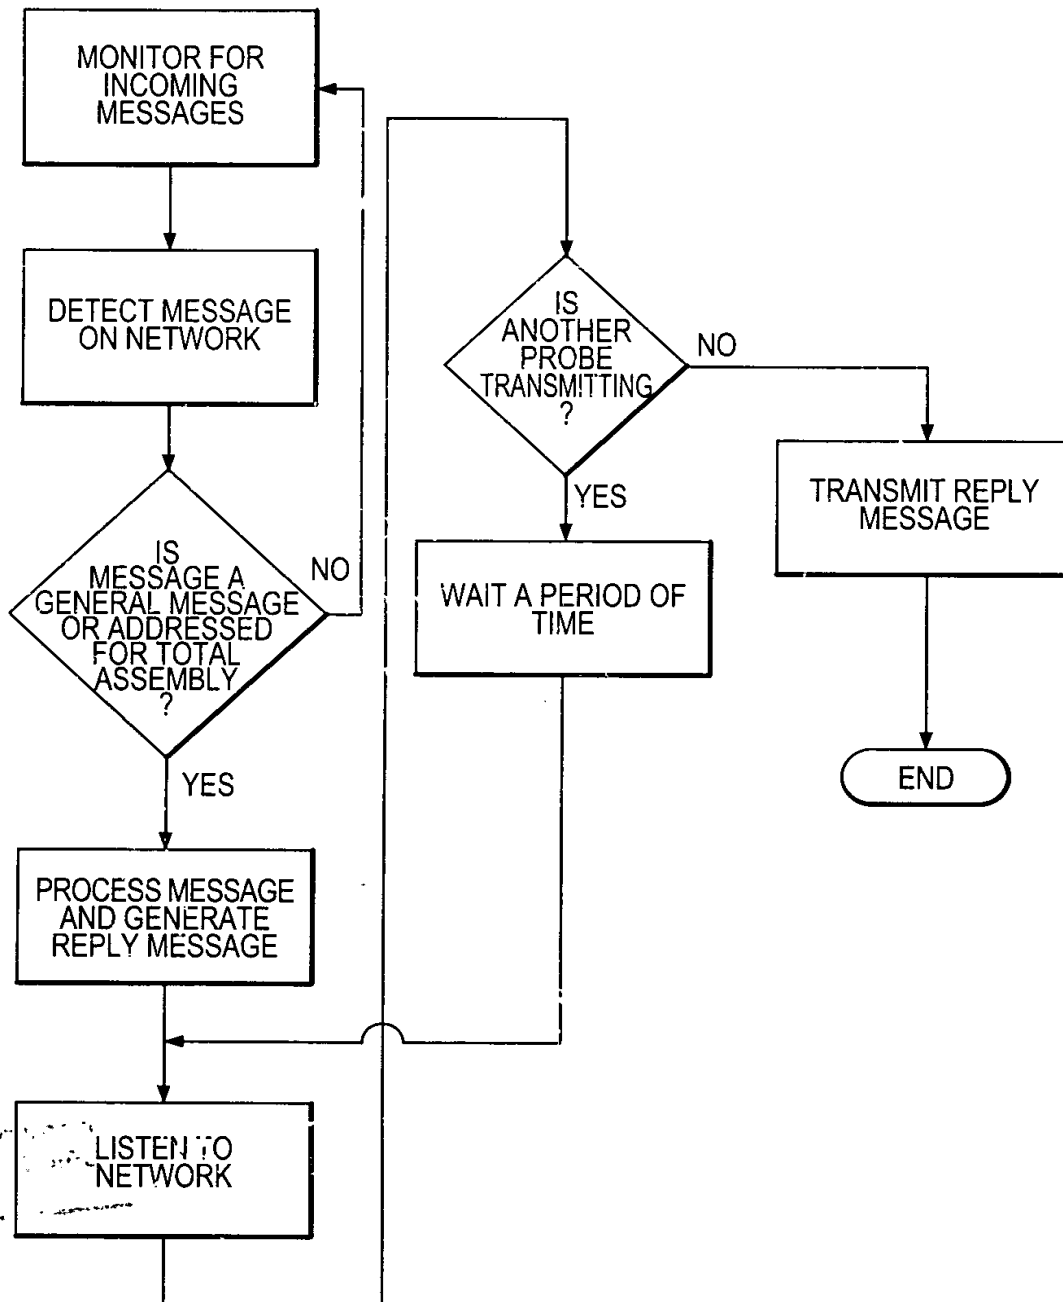 MONITOR FOR
INCOMING
MESSAGES
DETECT MESSAGE
ON NETWORK
IS
MESSAGE A
GENERAL MESSAGE
OR ADDRESSED
FOR TOTAL
ASSEMBLY
?
NO
YES
PROCESS MESSAGE
AND GENERATE
REPLY MESSAGE
LISTEN TO
NETWORK
IS
ANOTHER
PROBE
TRANSMITTING
?
NO
YES
WAIT A PERIOD OF
TIME
TRANSMIT REPLY
MESSAGE
END